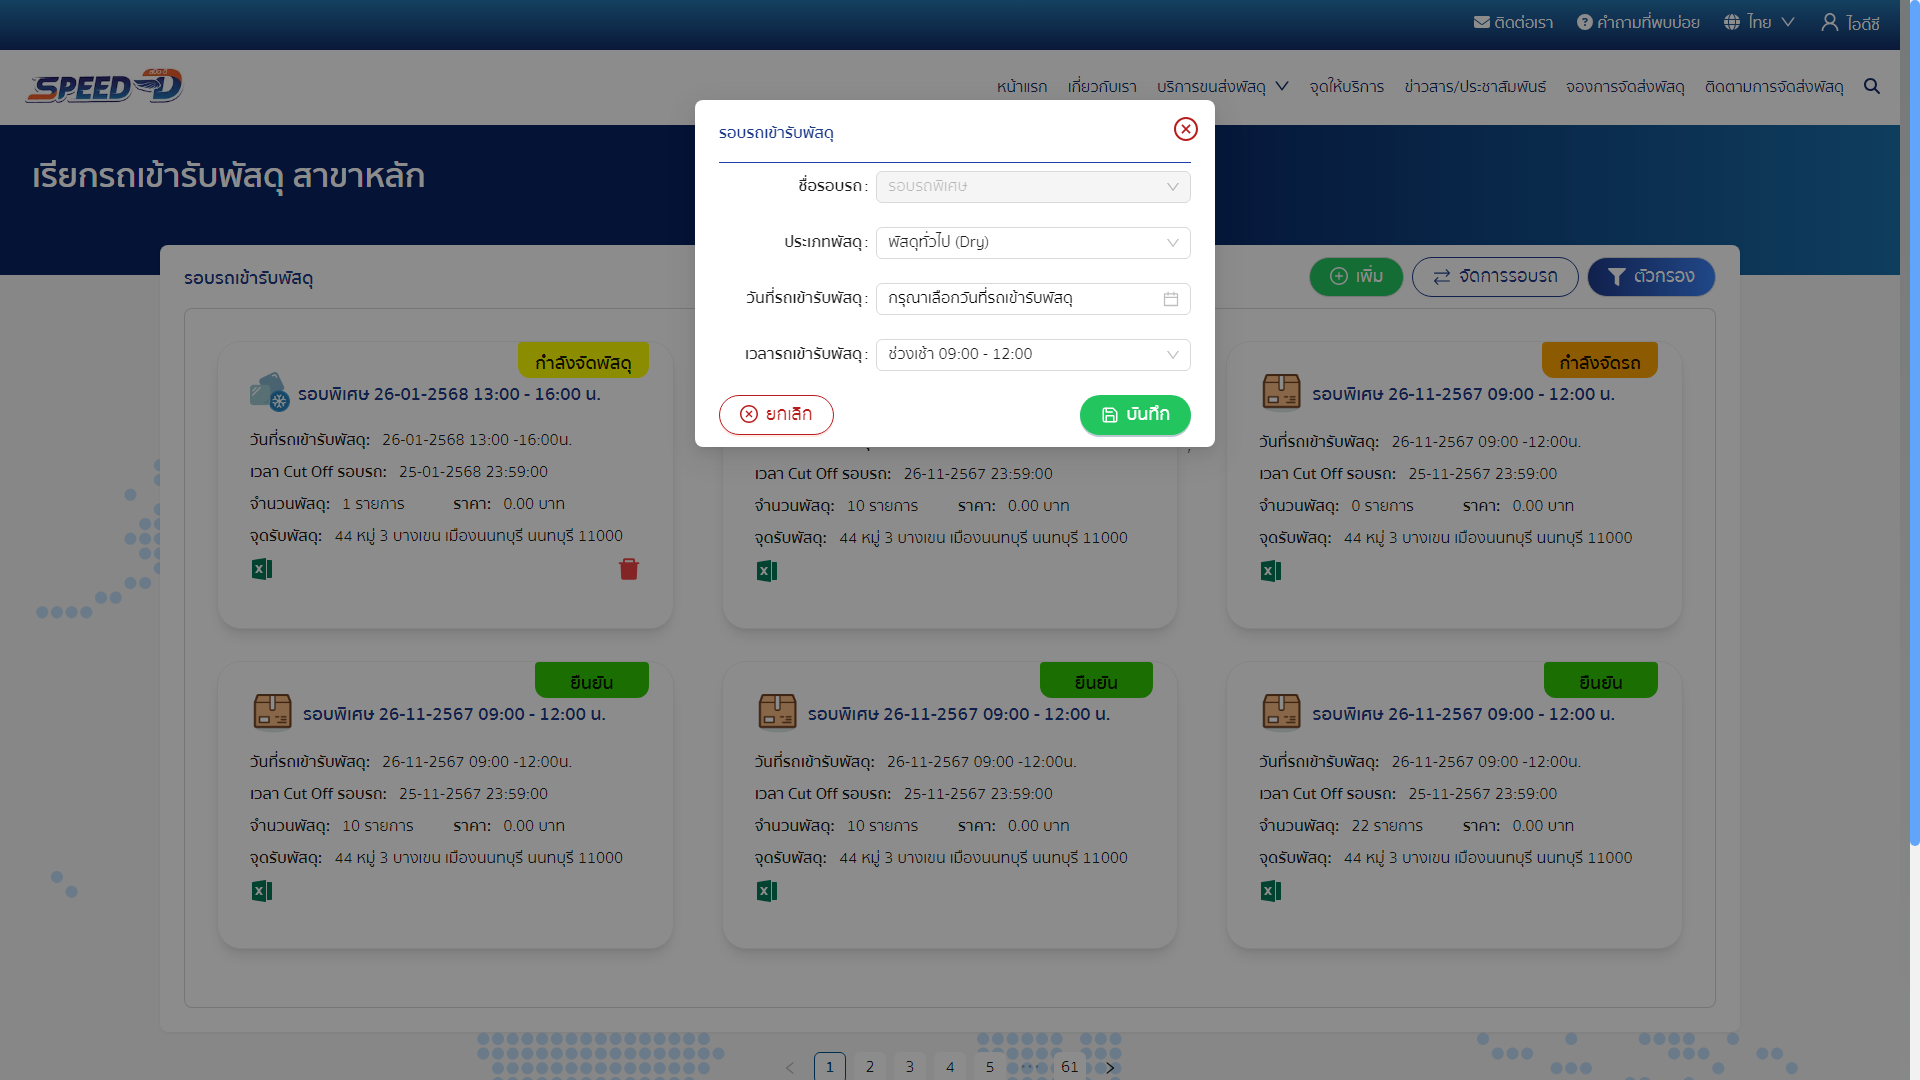 ติดต่อเรา คำถามที่พบบ่อย ไทย ไอดีซี
SPEED-D
หน้าแรก เกี่ยวกับเรา บริการขนส่งพัสดุ จุดให้บริการ ข่าวสาร/ประชาสัมพันธ์ จองการจัดส่งพัสดุ ติดตามการจัดส่งพัสดุ
เรียกรถเข้ารับพัสดุ สาขาหลัก
รอบรถเข้ารับพัสดุ
ชื่อรอบรถ : รอบรถพิเศษ
ประเภทพัสดุ : พัสดุทั่วไป (Dry)
วันที่รถเข้ารับพัสดุ : กรุณาเลือกวันที่รถเข้ารับพัสดุ
เวลารถเข้ารับพัสดุ : ช่วงเช้า 09:00 - 12:00
ยกเลิก บันทึก
รอบรถเข้ารับพัสดุ
เพิ่ม จัดการรอบรถ ตัวกรอง
กำลังจัดพัสดุ
รอบพิเศษ 26-01-2568 13:00 - 16:00 น.
วันที่รถเข้ารับพัสดุ: 26-01-2568 13:00 -16:00น.
เวลา Cut Off รอบรถ: 25-01-2568 23:59:00
จำนวนพัสดุ: 1 รายการ ราคา: 0.00 บาท
จุดรับพัสดุ: 44 หมู่ 3 บางเขน เมืองนนทบุรี นนทบุรี 11000
เวลา Cut Off รอบรถ: 26-11-2567 23:59:00
จำนวนพัสดุ: 10 รายการ ราคา: 0.00 บาท
จุดรับพัสดุ: 44 หมู่ 3 บางเขน เมืองนนทบุรี นนทบุรี 11000
กำลังจัดรถ
รอบพิเศษ 26-11-2567 09:00 - 12:00 น.
วันที่รถเข้ารับพัสดุ: 26-11-2567 09:00 -12:00น.
เวลา Cut Off รอบรถ: 25-11-2567 23:59:00
จำนวนพัสดุ: 0 รายการ ราคา: 0.00 บาท
จุดรับพัสดุ: 44 หมู่ 3 บางเขน เมืองนนทบุรี นนทบุรี 11000
ยืนยัน
รอบพิเศษ 26-11-2567 09:00 - 12:00 น.
วันที่รถเข้ารับพัสดุ: 26-11-2567 09:00 -12:00น.
เวลา Cut Off รอบรถ: 25-11-2567 23:59:00
จำนวนพัสดุ: 10 รายการ ราคา: 0.00 บาท
จุดรับพัสดุ: 44 หมู่ 3 บางเขน เมืองนนทบุรี นนทบุรี 11000
ยืนยัน
รอบพิเศษ 26-11-2567 09:00 - 12:00 น.
วันที่รถเข้ารับพัสดุ: 26-11-2567 09:00 -12:00น.
เวลา Cut Off รอบรถ: 25-11-2567 23:59:00
จำนวนพัสดุ: 10 รายการ ราคา: 0.00 บาท
จุดรับพัสดุ: 44 หมู่ 3 บางเขน เมืองนนทบุรี นนทบุรี 11000
ยืนยัน
รอบพิเศษ 26-11-2567 09:00 - 12:00 น.
วันที่รถเข้ารับพัสดุ: 26-11-2567 09:00 -12:00น.
เวลา Cut Off รอบรถ: 25-11-2567 23:59:00
จำนวนพัสดุ: 22 รายการ ราคา: 0.00 บาท
จุดรับพัสดุ: 44 หมู่ 3 บางเขน เมืองนนทบุรี นนทบุรี 11000
1 2 3 4 5 ••• 61